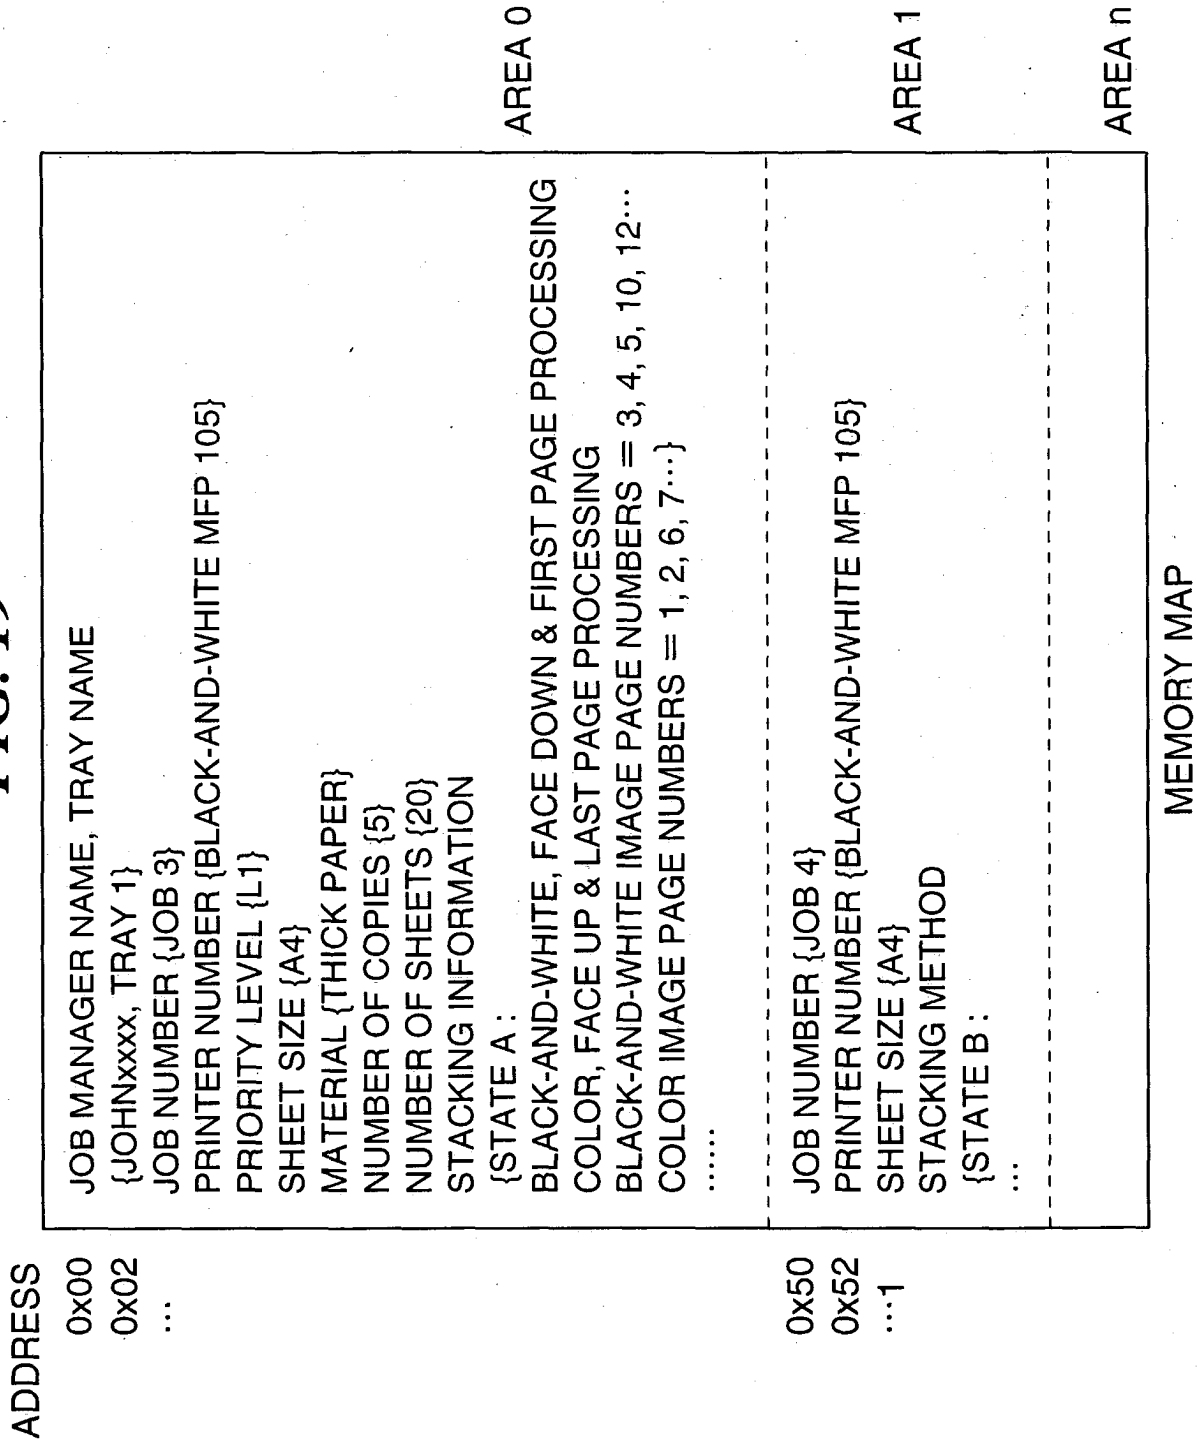 ADDRESS
0x00 JOB MANAGER NAME, TRAY NAME
0x02 {JOHNxxxx, TRAY 1}
... JOB NUMBER {JOB 3}
PRINTER NUMBER {BLACK-AND-WHITE MFP 105}
PRIORITY LEVEL {L1}
SHEET SIZE {A4}
MATERIAL {THICK PAPER}
NUMBER OF COPIES {5}
NUMBER OF SHEETS {20}
STACKING INFORMATION
{STATE A :
AREA 0
BLACK-AND-WHITE, FACE DOWN & FIRST PAGE PROCESSING
COLOR, FACE UP & LAST PAGE PROCESSING
BLACK-AND-WHITE IMAGE PAGE NUMBERS = 3, 4, 5, 10, 12...
COLOR IMAGE PAGE NUMBERS = 1, 2, 6, 7...}
.....
0x50 JOB NUMBER {JOB 4}
0x52 PRINTER NUMBER {BLACK-AND-WHITE MFP 105}
...1 SHEET SIZE {A4}
AREA 1
STACKING METHOD
{STATE B :
...
AREA n
MEMORY MAP